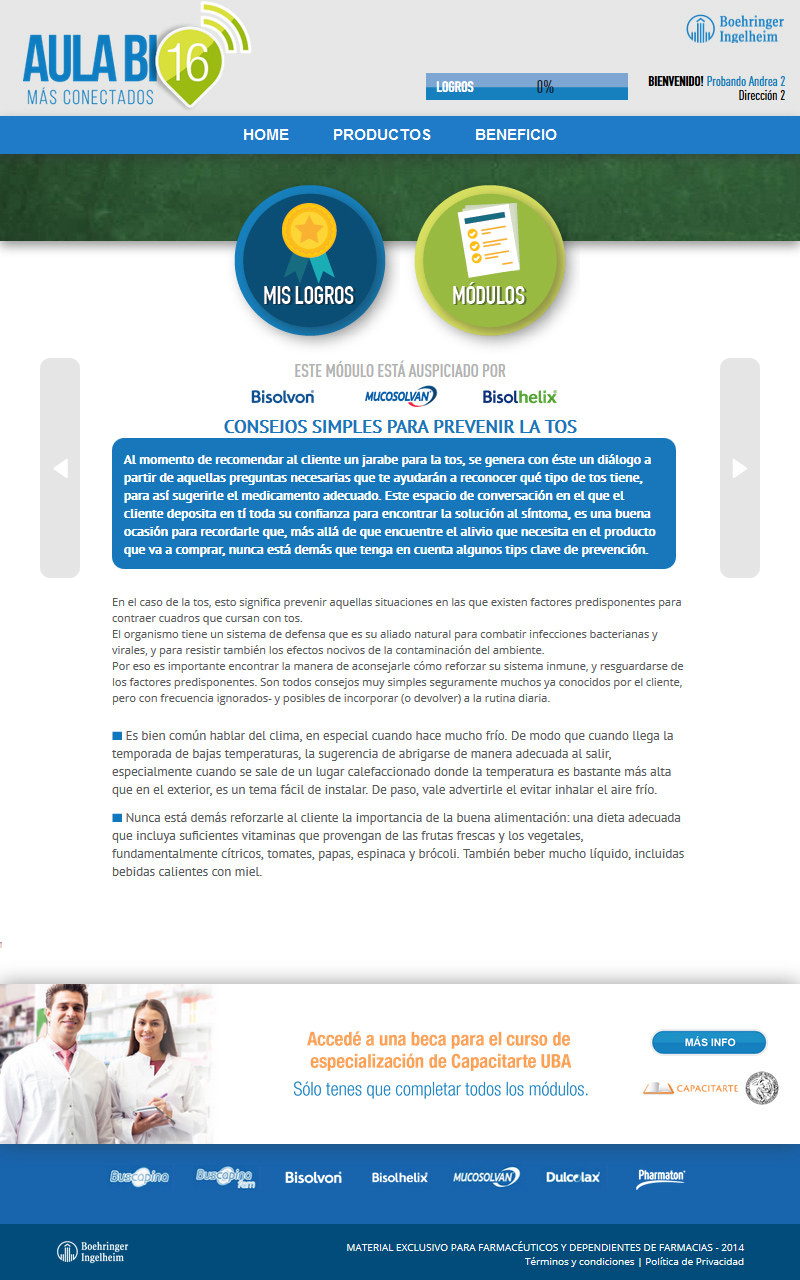 AULA BI 16
MÁS CONECTADOS
Boehringer
Ingelheim
LOGROS 0%
BIENVENIDO! Probando Andrea 2
Dirección 2
HOME PRODUCTOS BENEFICIO
MIS LOGROS
MÓDULOS
ESTE MÓDULO ESTÁ AUSPICIADO POR
Bisolvon® MUCOSOLVAN® Bisolhelix®
CONSEJOS SIMPLES PARA PREVENIR LA TOS
Al momento de recomendar al cliente un jarabe para la tos, se genera con éste un diálogo a
partir de aquellas preguntas necesarias que te ayudarán a reconocer qué tipo de tos tiene,
para así sugerirle el medicamento adecuado. Este espacio de conversación en el que el
cliente deposita en tí toda su confianza para encontrar la solución al síntoma, es una buena
ocasión para recordarle que, más allá de que encuentre el alivio que necesita en el producto
que va a comprar, nunca está demás que tenga en cuenta algunos tips clave de prevención.
En el caso de la tos, esto significa prevenir aquellas situaciones en las que existen factores predisponentes para
contraer cuadros que cursan con tos.
El organismo tiene un sistema de defensa que es su aliado natural para combatir infecciones bacterianas y
virales, y para resistir también los efectos nocivos de la contaminación del ambiente.
Por eso es importante encontrar la manera de aconsejarle cómo reforzar su sistema inmune, y resguardarse de
los factores predisponentes. Son todos consejos muy simples seguramente muchos ya conocidos por el cliente,
pero con frecuencia ignorados- y posibles de incorporar (o devolver) a la rutina diaria.
Es bien común hablar del clima, en especial cuando hace mucho frío. De modo que cuando llega la
temporada de bajas temperaturas, la sugerencia de abrigarse de manera adecuada al salir,
especialmente cuando se sale de un lugar calefaccionado donde la temperatura es bastante más alta
que en el exterior, es un tema fácil de instalar. De paso, vale advertirle el evitar inhalar el aire frío.
Nunca está demás reforzarle al cliente la importancia de la buena alimentación: una dieta adecuada
que incluya suficientes vitaminas que provengan de las frutas frescas y los vegetales,
fundamentalmente cítricos, tomates, papas, espinaca y brócoli. También beber mucho líquido, incluidas
bebidas calientes con miel.
Accedé a una beca para el curso de
especialización de Capacitarte UBA
Sólo tenes que completar todos los módulos.
MÁS INFO
CAPACITARTE
Buscapina Buscapina fem Bisolvon® Bisolhelix® MUCOSOLVAN® Dulcolax® Pharmaton®
Boehringer
Ingelheim
MATERIAL EXCLUSIVO PARA FARMACÉUTICOS Y DEPENDIENTES DE FARMACIAS - 2014
Términos y condiciones | Política de Privacidad